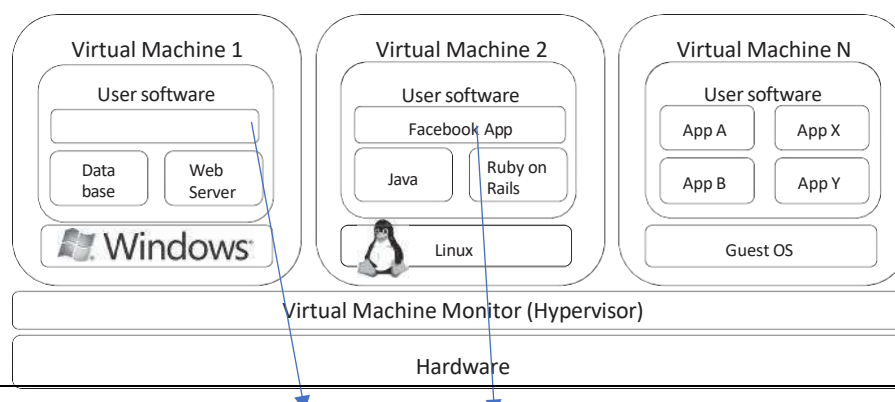 Virtual Machine 1
User software
Data
base
Web
Server
Windows
Virtual Machine 2
User software
Facebook App
Java
Ruby on
Rails
Linux
Virtual Machine N
User software
App A
App X
App B
App Y
Guest OS
Virtual Machine Monitor (Hypervisor)
Hardware